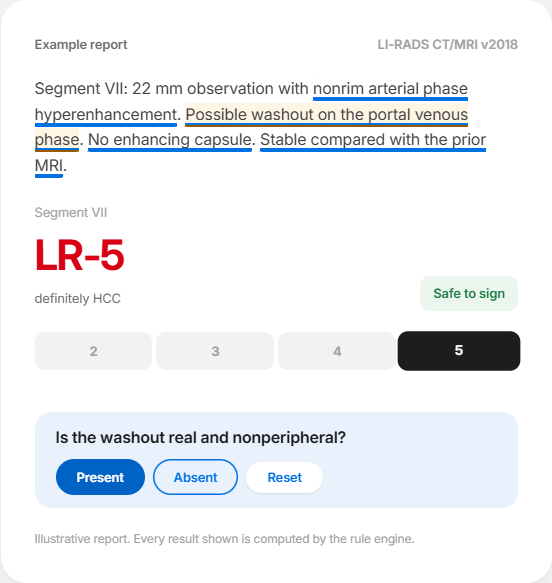 Example report
LI-RADS CT/MRI v2018
Segment VII: 22 mm observation with nonrim arterial phase
hyperenhancement. Possible washout on the portal venous
phase. No enhancing capsule. Stable compared with the prior
MRI.
Segment VII
LR-5
definitely HCC
Safe to sign
2 3 4 5
Is the washout real and nonperipheral?
Present Absent Reset
Illustrative report. Every result shown is computed by the rule engine.